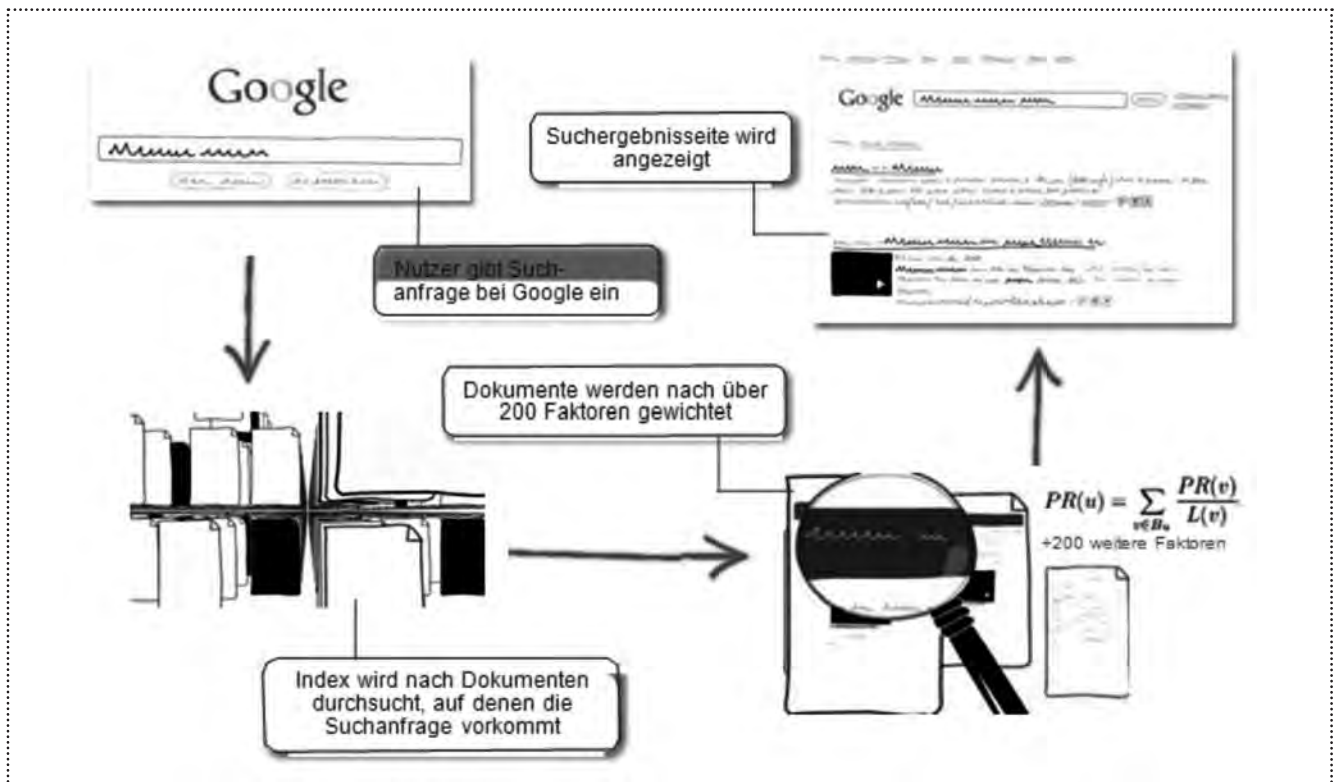 Google
Nutzer gibt Such-
anfrage bei Google ein
Index wird nach Dokumenten
durchsucht, auf denen die
Suchanfrage vorkommt
Dokumente werden nach über
200 Faktoren gewichtet
PR(u) = ∑_{v∈B_u} PR(v)/L(v)
+200 weitere Faktoren
Suchergebnisseite wird
angezeigt
Google